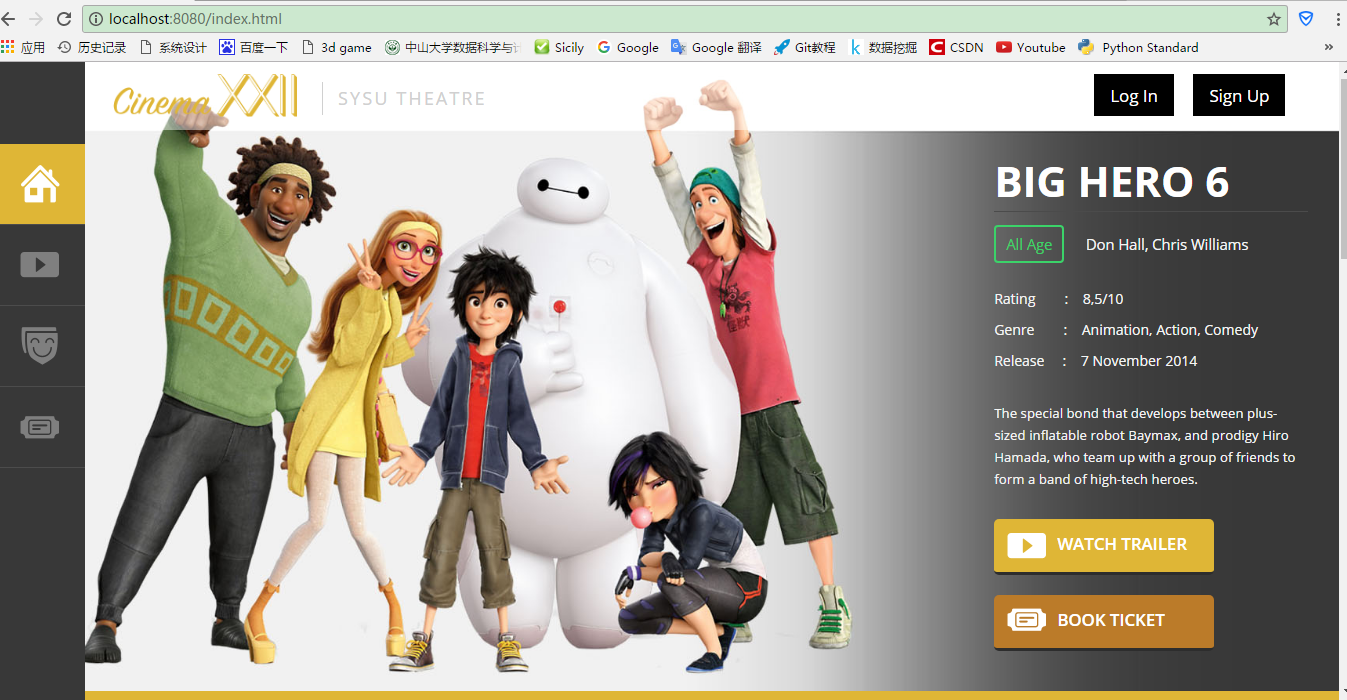 localhost:8080/index.html
应用 历史记录 系统设计 百度一下 3d game 中山大学数据科学与 Sicily Google Google 翻译 Git教程 数据挖掘 CSDN Youtube Python Standard »
Cinema XXII SYSU THEATRE Log In Sign Up
BIG HERO 6
All Age Don Hall, Chris Williams
Rating : 8,5/10
Genre : Animation, Action, Comedy
Release : 7 November 2014
The special bond that develops between plus-
sized inflatable robot Baymax, and prodigy Hiro
Hamada, who team up with a group of friends to
form a band of high-tech heroes.
WATCH TRAILER
BOOK TICKET